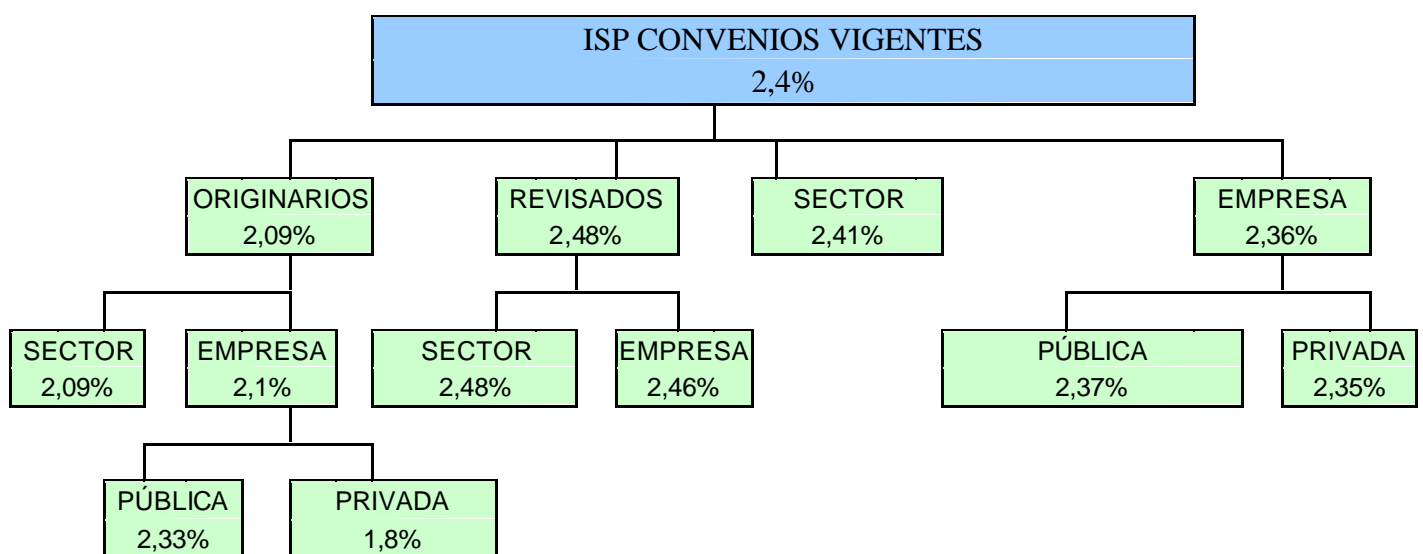 ISP CONVENIOS VIGENTES
2,4%
ORIGINARIOS
2,09%
REVISADOS
2,48%
SECTOR
2,41%
EMPRESA
2,36%
SECTOR
2,09%
EMPRESA
2,1%
SECTOR
2,48%
EMPRESA
2,46%
PÚBLICA
2,37%
PRIVADA
2,35%
PÚBLICA
2,33%
PRIVADA
1,8%